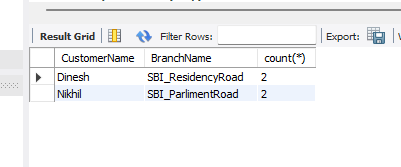 Result Grid Filter Rows: Export:
CustomerName BranchName count(*)
Dinesh SBI_ResidencyRoad 2
Nikhil SBI_ParlimentRoad 2